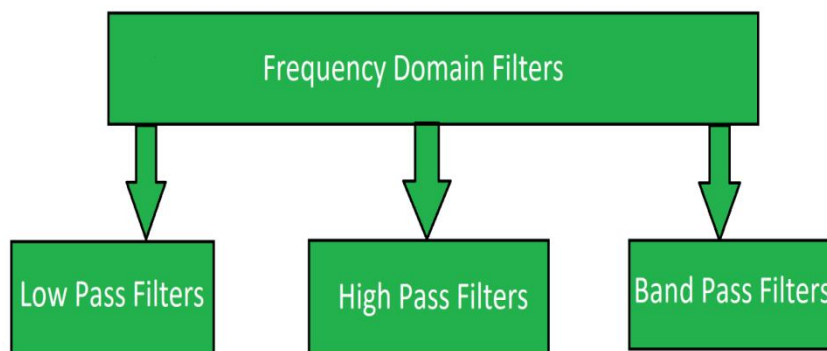 Frequency Domain Filters
Low Pass Filters
High Pass Filters
Band Pass Filters